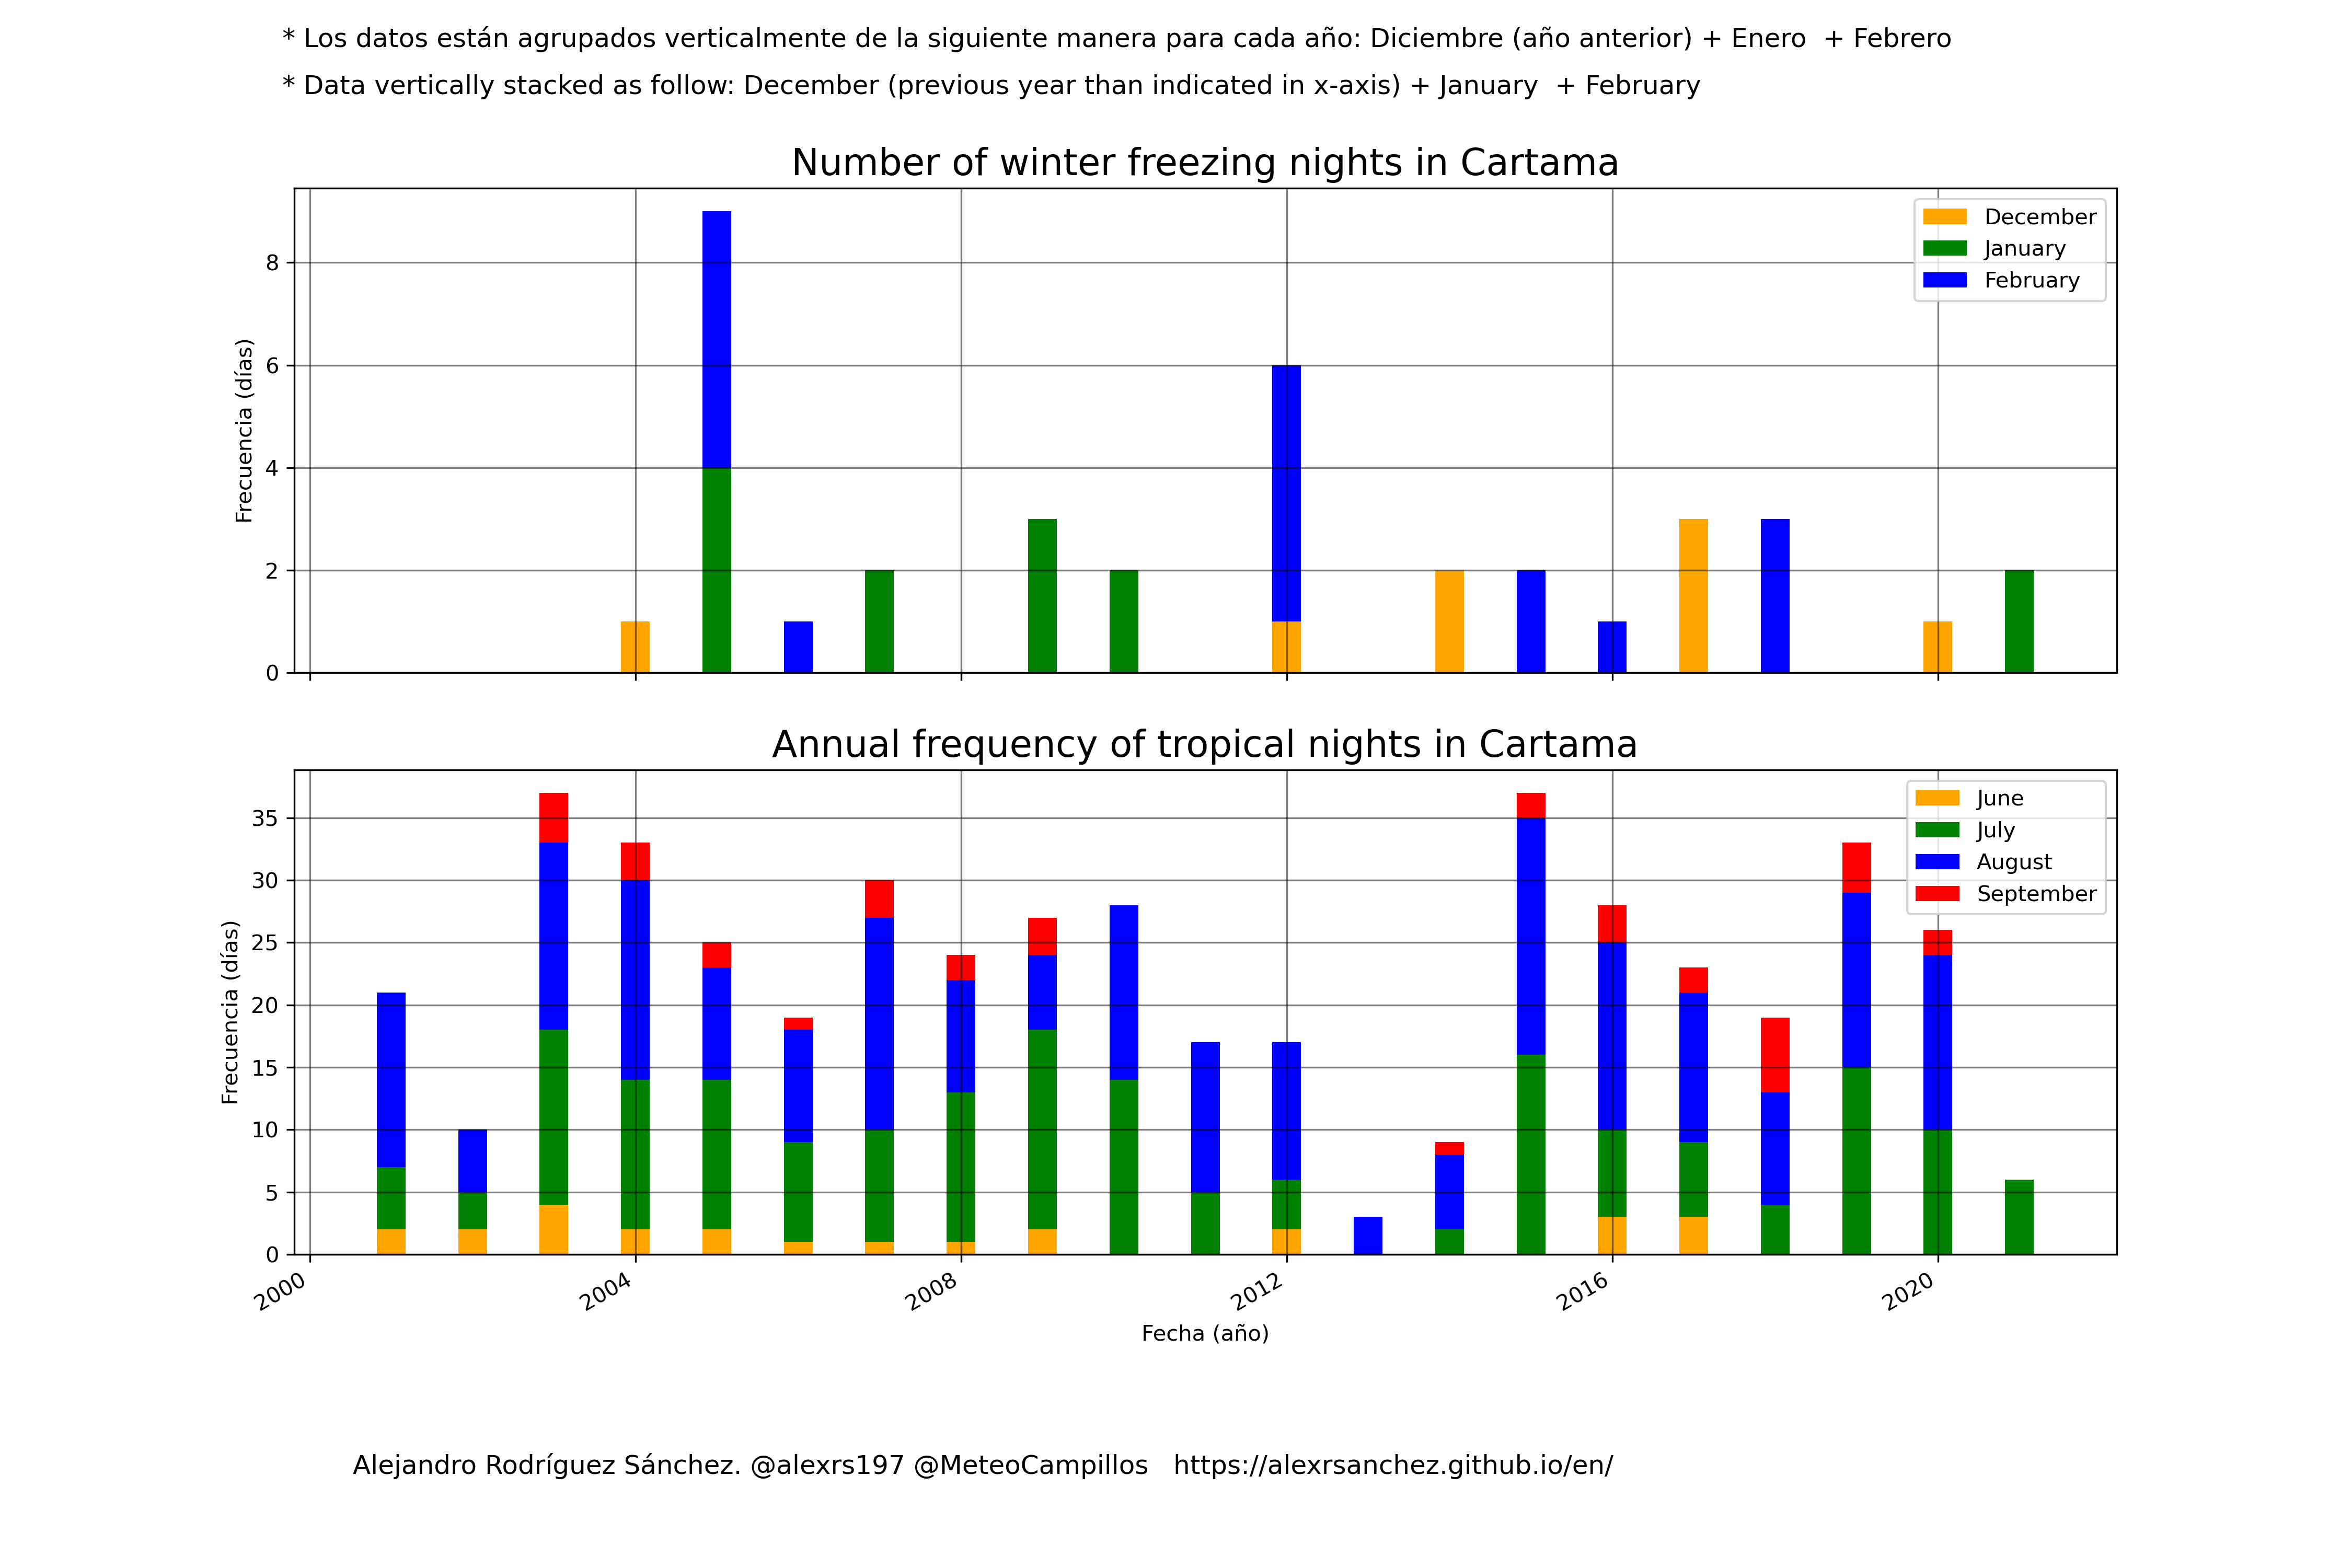 * Los datos están agrupados verticalmente de la siguiente manera para cada año: Diciembre (año anterior) + Enero  + Febrero
* Data vertically stacked as follow: December (previous year than indicated in x-axis) + January  + February
Number of winter freezing nights in Cartama
December
January
February
Frecuencia (días)
8
6
4
2
0
Annual frequency of tropical nights in Cartama
June
July
August
September
Frecuencia (días)
35
30
25
20
15
10
5
0
2000 2004 2008 2012 2016 2020
Fecha (año)
Alejandro Rodríguez Sánchez. @alexrs197 @MeteoCampillos   https://alexrsanchez.github.io/en/